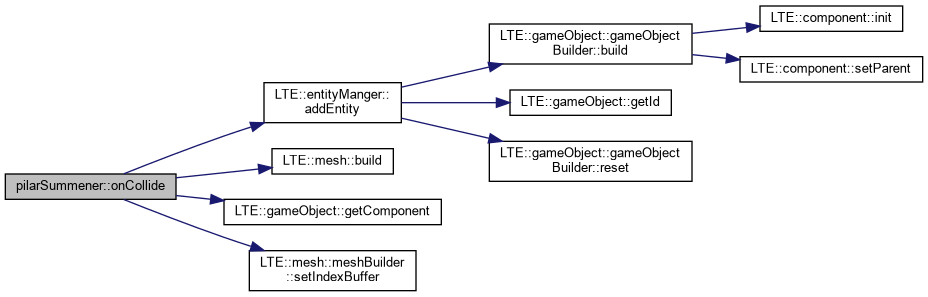 pilarSummener::onCollide
LTE::entityManger::
addEntity
LTE::gameObject::gameObject
Builder::build
LTE::component::init
LTE::component::setParent
LTE::gameObject::getId
LTE::gameObject::gameObject
Builder::reset
LTE::mesh::build
LTE::gameObject::getComponent
LTE::mesh::meshBuilder
::setIndexBuffer